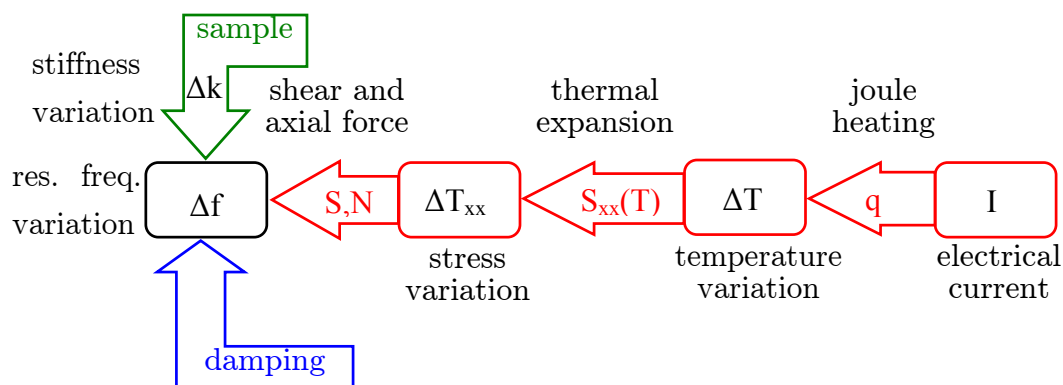 sample
stiffness
variation
Δk
shear and
axial force
thermal
expansion
joule
heating
res. freq.
variation
Δf
S,N
ΔTxx
Sxx(T)
ΔT
q
I
stress
variation
temperature
variation
electrical
current
damping